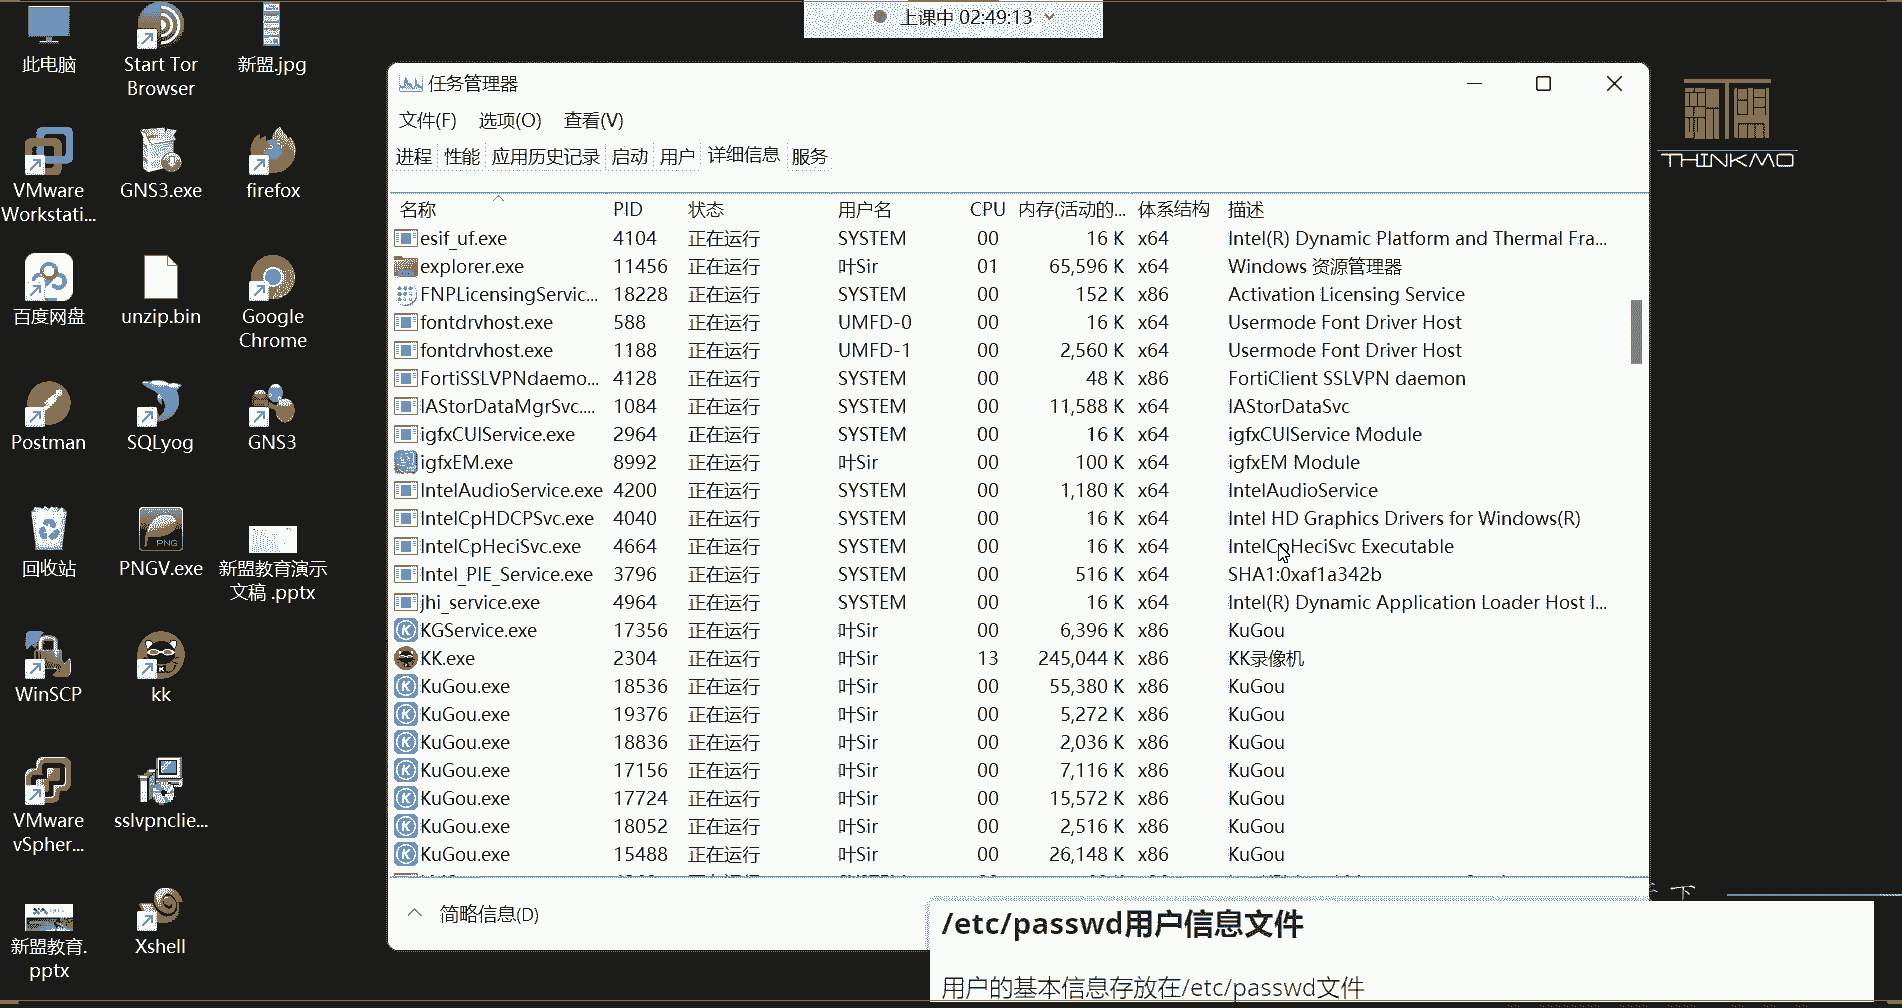 上课中 02:49:13
此电脑
Start Tor
Browser
新盟.jpg
VMware
Workstati...
GNS3.exe
firefox
百度网盘
unzip.bin
Google
Chrome
Postman
SQLyog
GNS3
回收站
PNGV.exe
新盟教育演示
文稿 .pptx
WinSCP
kk
VMware
vSpher...
sslvpnclie...
新盟教育.
pptx
Xshell
THINKMO
任务管理器
文件(F) 选项(O) 查看(V)
进程 性能 应用历史记录 启动 用户 详细信息 服务
名称 PID 状态 用户名 CPU 内存(活动的... 体系结构 描述
esif_uf.exe 4104 正在运行 SYSTEM 00 16 K x64 Intel(R) Dynamic Platform and Thermal Fra...
explorer.exe 11456 正在运行 叶Sir 01 65,596 K x64 Windows 资源管理器
FNPLicensingServic... 18228 正在运行 SYSTEM 00 152 K x86 Activation Licensing Service
fontdrvhost.exe 588 正在运行 UMFD-0 00 16 K x64 Usermode Font Driver Host
fontdrvhost.exe 1188 正在运行 UMFD-1 00 2,560 K x64 Usermode Font Driver Host
FortiSSLVPNdaemo... 4128 正在运行 SYSTEM 00 48 K x86 FortiClient SSLVPN daemon
IAStorDataMgrSvc.... 1084 正在运行 SYSTEM 00 11,588 K x64 IAStorDataSvc
igfxCUIService.exe 2964 正在运行 SYSTEM 00 16 K x64 igfxCUIService Module
igfxEM.exe 8992 正在运行 叶Sir 00 100 K x64 igfxEM Module
IntelAudioService.exe 4200 正在运行 SYSTEM 00 1,180 K x64 IntelAudioService
IntelCpHDCPSvc.exe 4040 正在运行 SYSTEM 00 16 K x64 Intel HD Graphics Drivers for Windows(R)
IntelCpHeciSvc.exe 4664 正在运行 SYSTEM 00 16 K x64 IntelCpHeciSvc Executable
Intel_PIE_Service.exe 3796 正在运行 SYSTEM 00 516 K x64 SHA1:0xaf1a342b
jhi_service.exe 4964 正在运行 SYSTEM 00 16 K x64 Intel(R) Dynamic Application Loader Host I...
KGService.exe 17356 正在运行 叶Sir 00 6,396 K x86 KuGou
KK.exe 2304 正在运行 叶Sir 13 245,044 K x86 KK录像机
KuGou.exe 18536 正在运行 叶Sir 00 55,380 K x86 KuGou
KuGou.exe 19376 正在运行 叶Sir 00 5,272 K x86 KuGou
KuGou.exe 18836 正在运行 叶Sir 00 2,036 K x86 KuGou
KuGou.exe 17156 正在运行 叶Sir 00 7,116 K x86 KuGou
KuGou.exe 17724 正在运行 叶Sir 00 15,572 K x86 KuGou
KuGou.exe 18052 正在运行 叶Sir 00 2,516 K x86 KuGou
KuGou.exe 15488 正在运行 叶Sir 00 26,148 K x86 KuGou
简略信息(D)
/etc/passwd用户信息文件
用户的基本信息存放在/etc/passwd文件